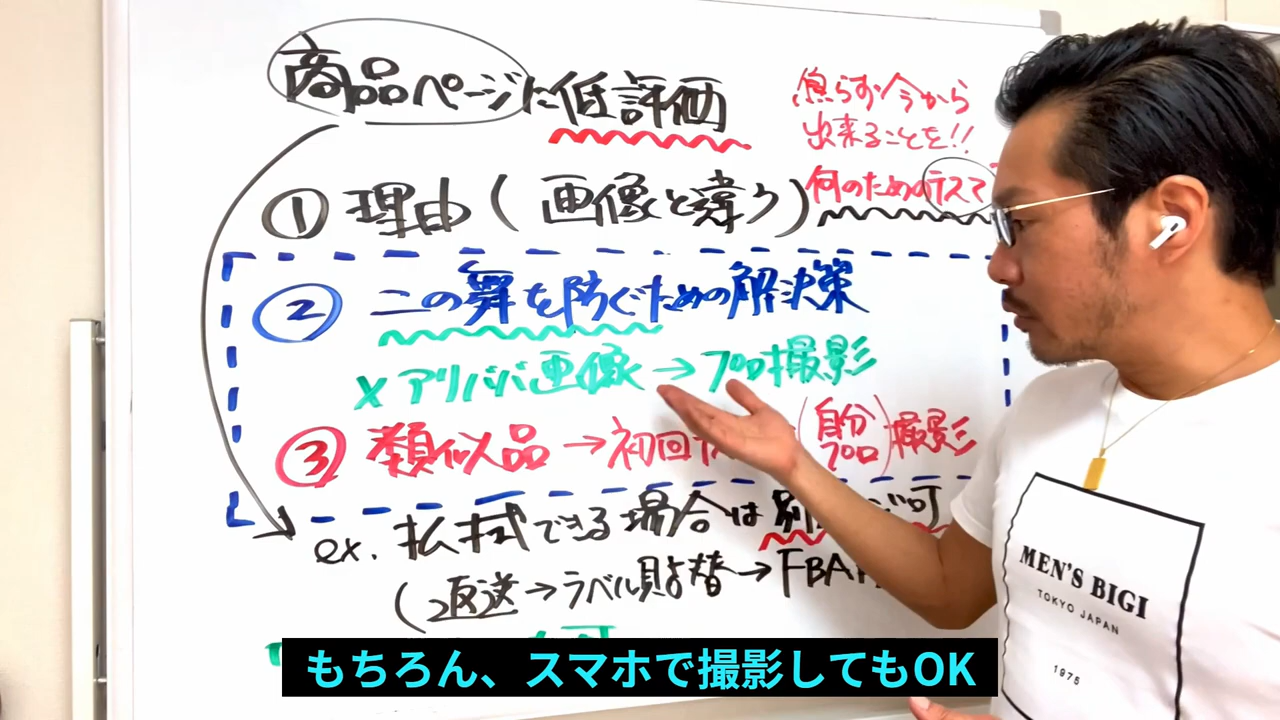 商品ページに低評価
焦らず今から
出来ることを!!
何のためのテスマ
① 理由(画像と違う)
② 二の舞を防ぐための解決策
× アリババ画像→プロ撮影
③ 類似品→初回 (自分 プロ)撮影
ex. 払拭できる場合は別 可
(返送→ラベル貼替→FBA
もちろん、スマホで撮影してもOK
MEN'S BIGI
TOKYO JAPAN
1975